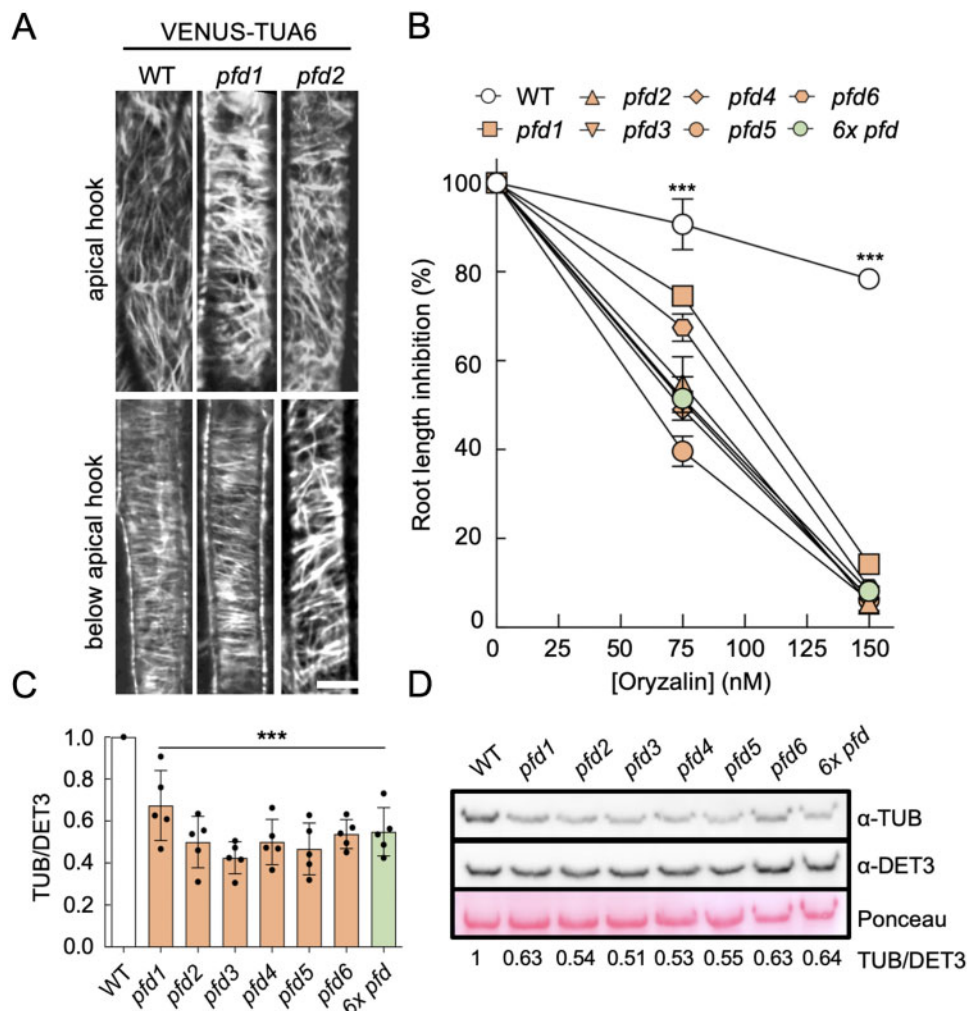 A
VENUS-TUA6
WT pfd1 pfd2
apical hook
below apical hook
B
WT pfd2 pfd4 pfd6
pfd1 pfd3 pfd5 6x pfd
Root length inhibition (%)
100
80
60
40
20
0
*** ***
0 25 50 75 100 125 150
[Oryzalin] (nM)
C
TUB/DET3
1.0
0.8
0.6
0.4
0.2
0.0
***
WT pfd1 pfd2 pfd3 pfd4 pfd5 pfd6 6x pfd
D
WT pfd1 pfd2 pfd3 pfd4 pfd5 pfd6 6x pfd
α-TUB
α-DET3
Ponceau
1 0.63 0.54 0.51 0.53 0.55 0.63 0.64 TUB/DET3